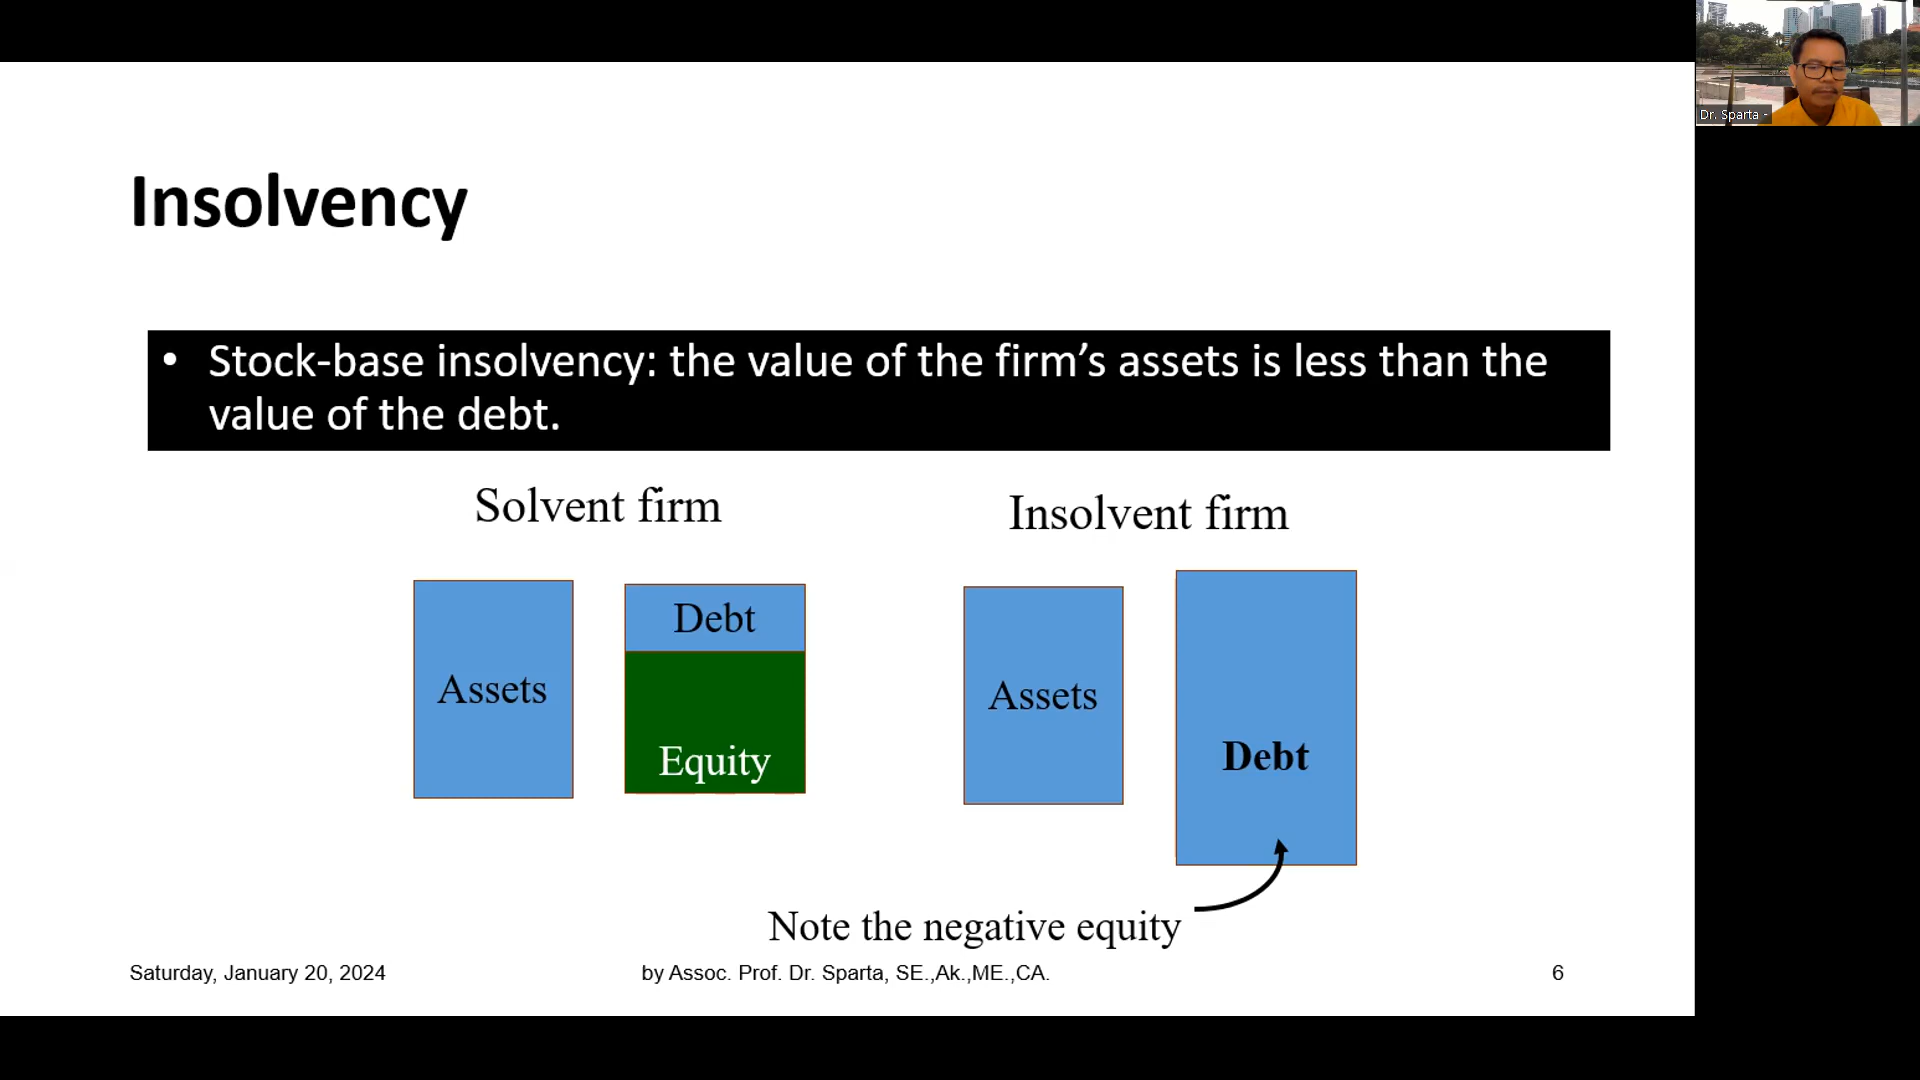 Dr. Sparta -
Insolvency
• Stock-base insolvency: the value of the firm’s assets is less than the
value of the debt.
Solvent firm
Insolvent firm
Assets
Debt
Equity
Assets
Debt
Note the negative equity
Saturday, January 20, 2024
by Assoc. Prof. Dr. Sparta, SE.,Ak.,ME.,CA.
6